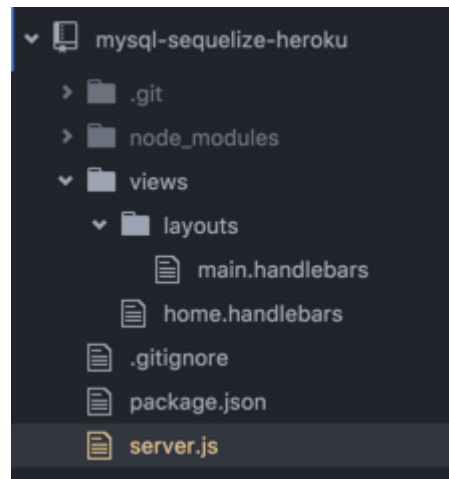 mysql-sequelize-heroku
.git
node_modules
views
layouts
main.handlebars
home.handlebars
.gitignore
package.json
server.js